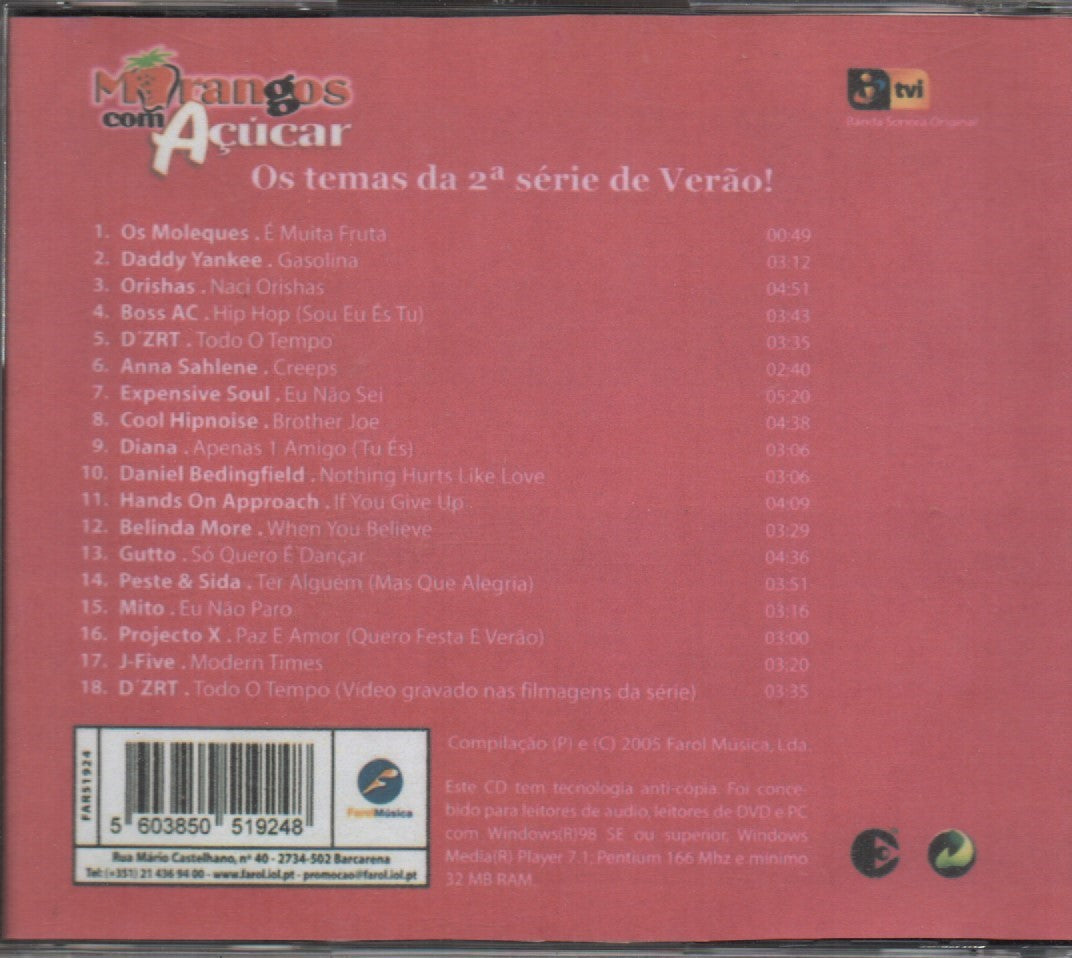 Morangos
com
Açúcar
tvi
Banda Sonora Original
Os temas da 2ª série de Verão!
1. Os Moleques . É Muita Fruta 00:49
2. Daddy Yankee . Gasolina 03:12
3. Orishas . Naci Orishas 04:51
4. Boss AC . Hip Hop (Sou Eu És Tu) 03:43
5. D´ZRT . Todo O Tempo 03:35
6. Anna Sahlene . Creeps 02:40
7. Expensive Soul . Eu Não Sei 05:20
8. Cool Hipnoise . Brother Joe 04:38
9. Diana . Apenas 1 Amigo (Tu És) 03:06
10. Daniel Bedingfield . Nothing Hurts Like Love 03:06
11. Hands On Approach . If You Give Up 04:09
12. Belinda More . When You Believe 03:29
13. Gutto . Só Quero É Dançar 04:36
14. Peste & Sida . Ter Alguém (Mas Que Alegria) 03:51
15. Mito . Eu Não Paro 03:16
16. Projecto X . Paz E Amor (Quero Festa E Verão) 03:00
17. J-Five . Modern Times 03:20
18. D´ZRT . Todo O Tempo (Vídeo gravado nas filmagens da série) 03:35
FAR51924
5 603850 519248
FarolMúsica
Rua Mário Castelhano, nº 40 - 2734-502 Barcarena
Tel: (+351) 21 436 94 00 - www.farol.iol.pt - promocao@farol.iol.pt
Compilação (P) e (C) 2005 Farol Música, Lda.
Este CD tem tecnologia anti-cópia. Foi conce-
bido para leitores de audio, leitores de DVD e PC
com Windows(R)98 SE ou superior, Windows
Media(R) Player 7.1; Pentium 166 Mhz e mínimo
32 MB RAM.